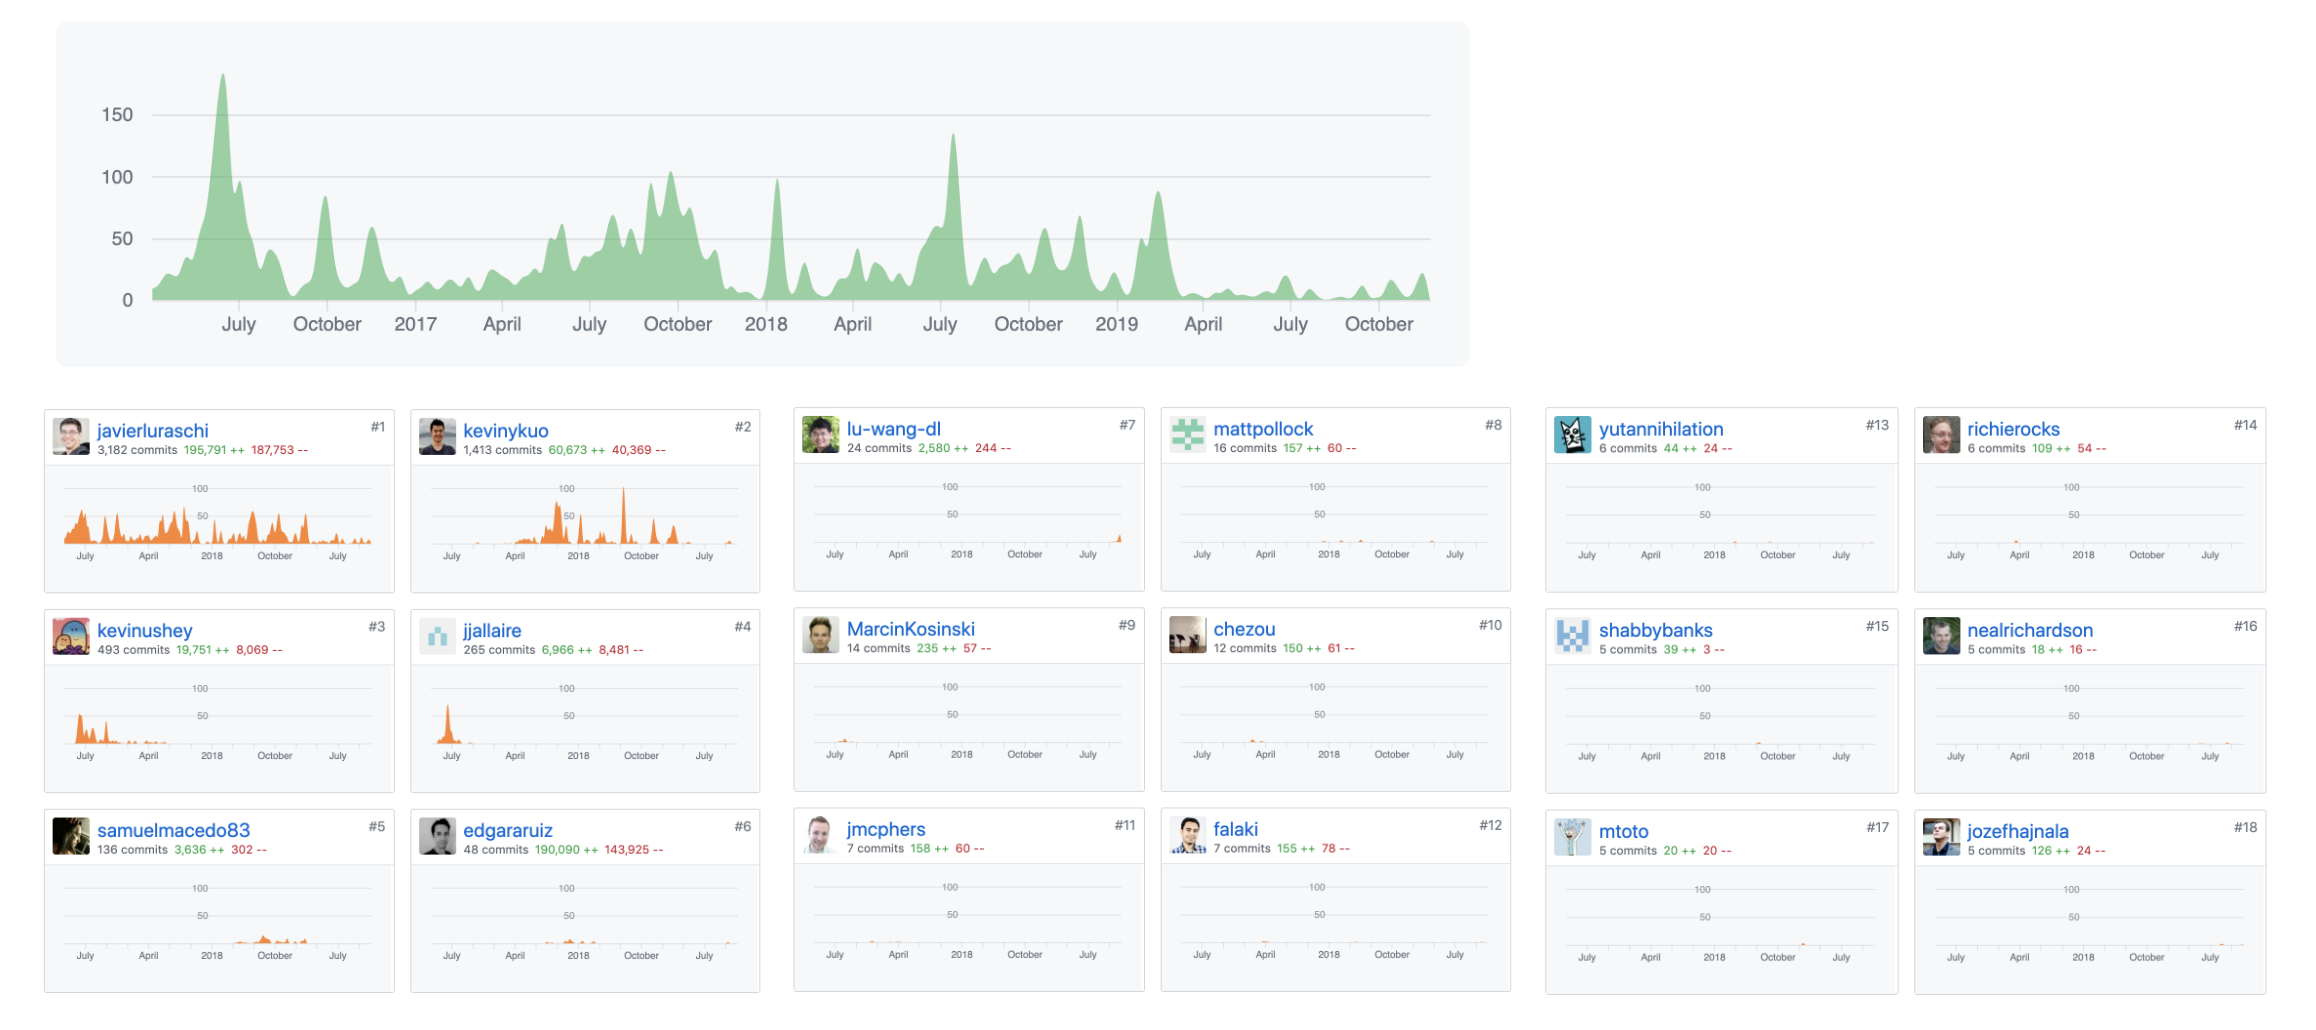 150
100
50
0
July October 2017 April July October 2018 April July October 2019 April July October
javierluraschi #1
3,182 commits 195,791 ++ 187,753 --
100
50
July April 2018 October July
kevinykuo #2
1,413 commits 60,673 ++ 40,369 --
100
50
July April 2018 October July
kevinushey #3
493 commits 19,751 ++ 8,069 --
100
50
July April 2018 October July
jjallaire #4
265 commits 6,966 ++ 8,481 --
100
50
July April 2018 October July
samuelmacedo83 #5
136 commits 3,636 ++ 302 --
100
50
July April 2018 October July
edgararuiz #6
48 commits 190,090 ++ 143,925 --
100
50
July April 2018 October July
lu-wang-dl #7
24 commits 2,580 ++ 244 --
100
50
July April 2018 October July
mattpollock #8
16 commits 157 ++ 60 --
100
50
July April 2018 October July
MarcinKosinski #9
14 commits 235 ++ 57 --
100
50
July April 2018 October July
chezou #10
12 commits 150 ++ 61 --
100
50
July April 2018 October July
jmcphers #11
7 commits 158 ++ 60 --
100
50
July April 2018 October July
falaki #12
7 commits 155 ++ 78 --
100
50
July April 2018 October July
yutannihilation #13
6 commits 44 ++ 24 --
100
50
July April 2018 October July
richierocks #14
6 commits 109 ++ 54 --
100
50
July April 2018 October July
shabbybanks #15
5 commits 39 ++ 3 --
100
50
July April 2018 October July
nealrichardson #16
5 commits 18 ++ 16 --
100
50
July April 2018 October July
mtoto #17
5 commits 20 ++ 20 --
100
50
July April 2018 October July
jozefhajnala #18
5 commits 126 ++ 24 --
100
50
July April 2018 October July